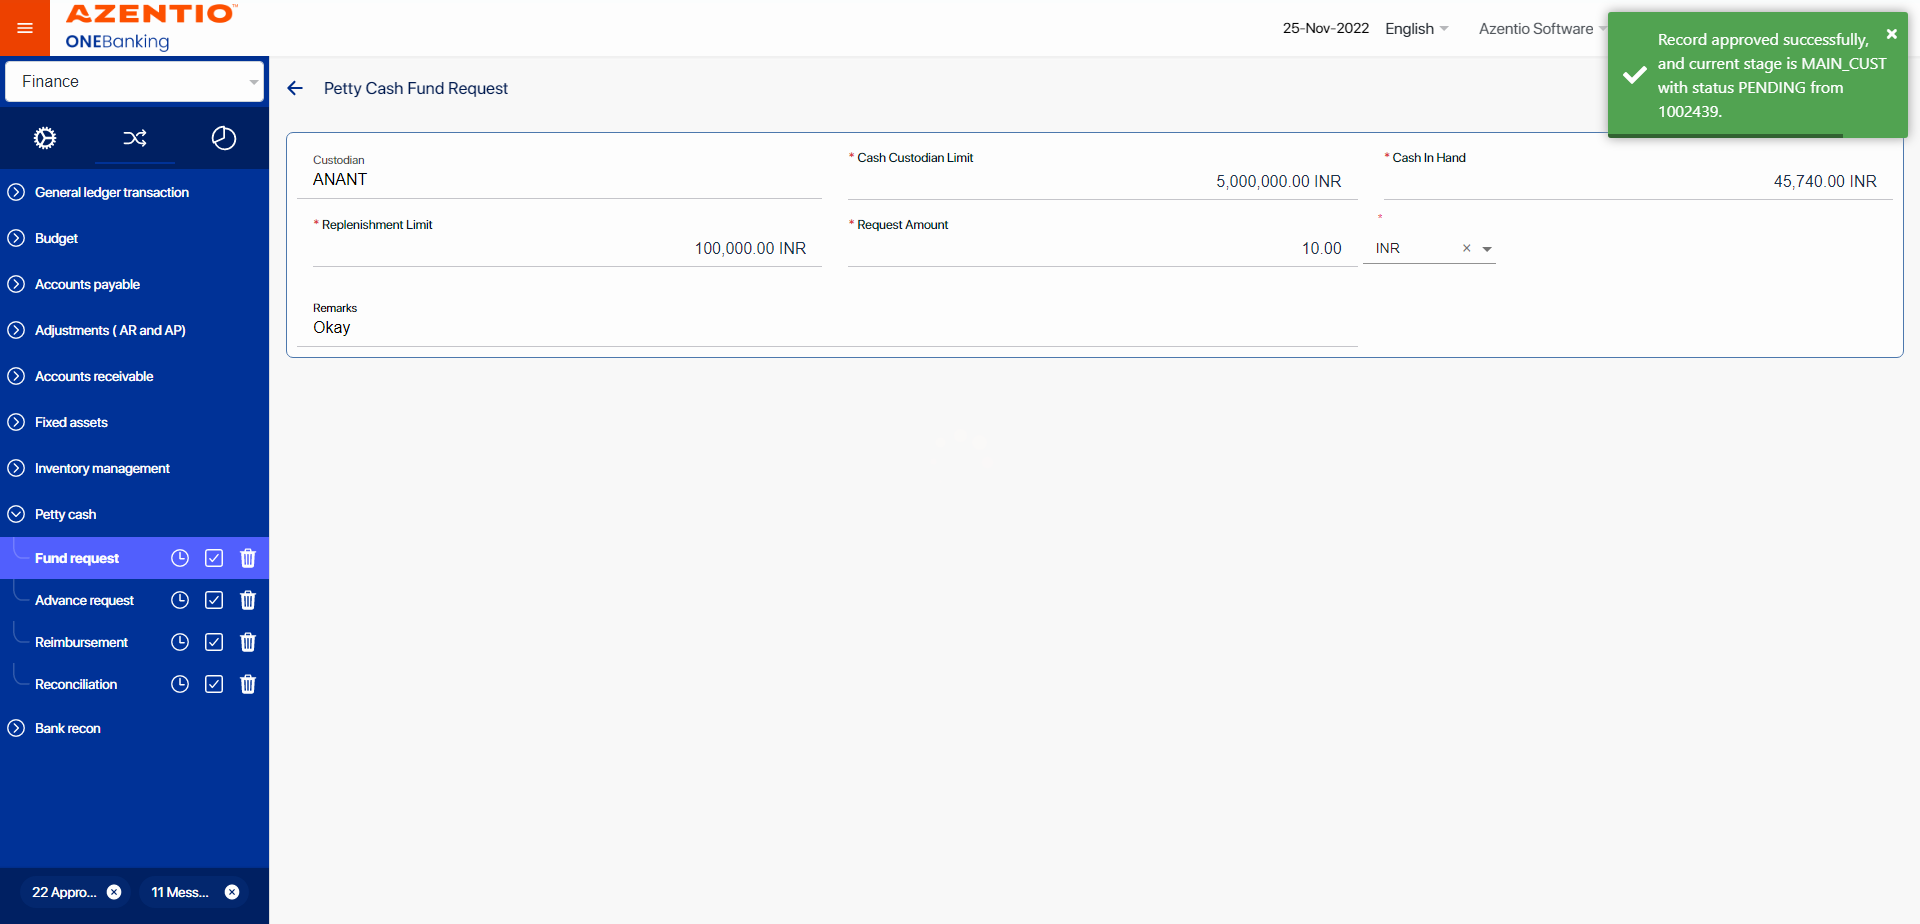 AZENTIO™
ONEBanking
25-Nov-2022
English
Azentio Software
Record approved successfully,
and current stage is MAIN_CUST
with status PENDING from
1002439.
Finance
General ledger transaction
Budget
Accounts payable
Adjustments ( AR and AP)
Accounts receivable
Fixed assets
Inventory management
Petty cash
Fund request
Advance request
Reimbursement
Reconciliation
Bank recon
22 Appro...
11 Mess...
Petty Cash Fund Request
Custodian
ANANT
* Cash Custodian Limit
5,000,000.00 INR
* Cash In Hand
45,740.00 INR
* Replenishment Limit
100,000.00 INR
* Request Amount
10.00
*
INR
Remarks
Okay